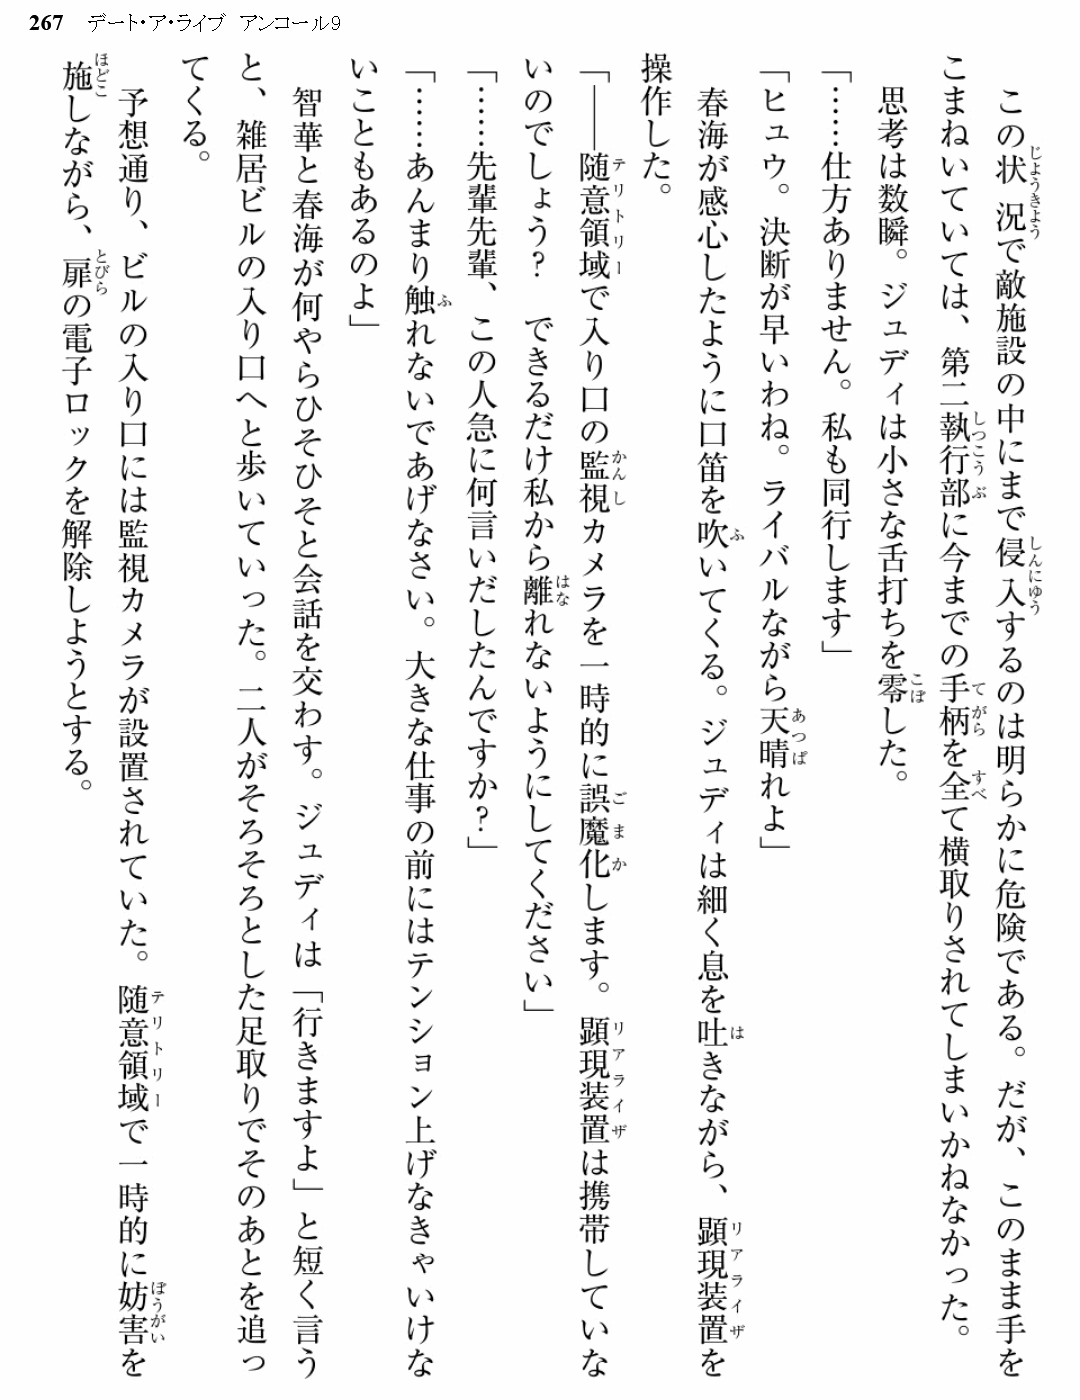 267 デート・ア・ライブ アンコール9
　この状況で敵施設の中にまで侵入するのは明らかに危険である。だが、このまま手を
こまねいていては、第二執行部に今までの手柄を全て横取りされてしまいかねなかった。
　思考は数瞬。ジュディは小さな舌打ちを零した。
「……仕方ありません。私も同行します」
「ヒュウ。決断が早いわね。ライバルながら天晴れよ」
　春海が感心したように口笛を吹いてくる。ジュディは細く息を吐きながら、顕現装置を
操作した。
「――随意領域で入り口の監視カメラを一時的に誤魔化します。顕現装置は携帯していな
いのでしょう？　できるだけ私から離れないようにしてください」
「……先輩先輩、この人急に何言いだしたんですか？」
「……あんまり触れないであげなさい。大きな仕事の前にはテンション上げなきゃいけな
いこともあるのよ」
　智華と春海が何やらひそひそと会話を交わす。ジュディは「行きますよ」と短く言う
と、雑居ビルの入り口へと歩いていった。二人がそろそろとした足取りでそのあとを追っ
てくる。
　予想通り、ビルの入り口には監視カメラが設置されていた。随意領域で一時的に妨害を
施しながら、扉の電子ロックを解除しようとする。